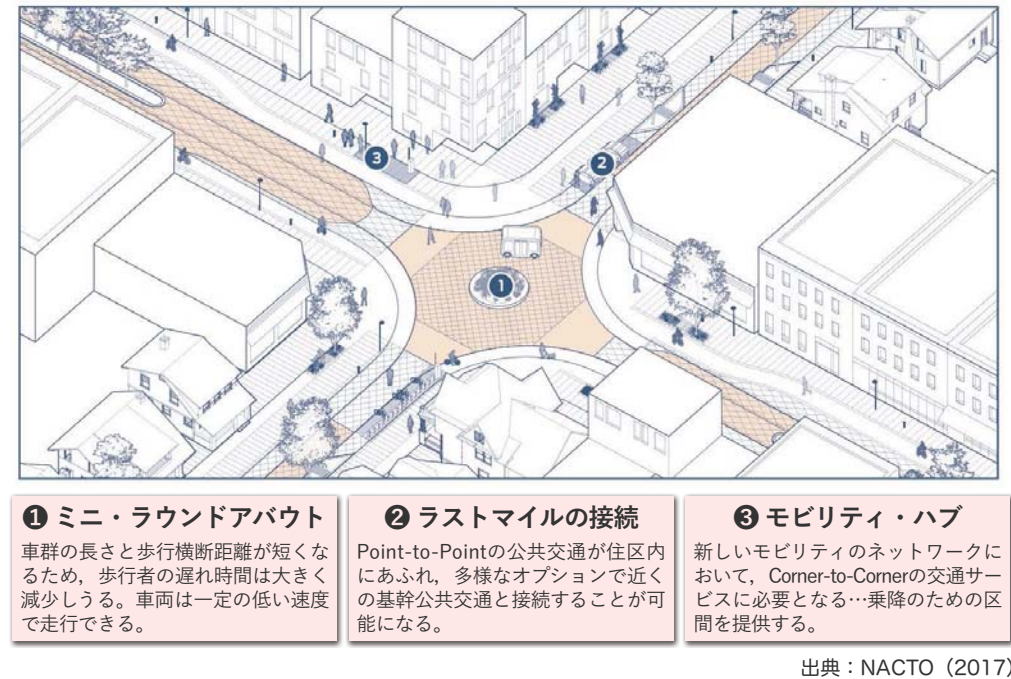 ❸
❷
❶
❶ ミニ・ラウンドアバウト
車群の長さと歩行横断距離が短くな
るため，歩行者の遅れ時間は大きく
減少しうる。車両は一定の低い速度
で走行できる。
❷ ラストマイルの接続
Point-to-Pointの公共交通が住区内
にあふれ，多様なオプションで近く
の基幹公共交通と接続することが可
能になる。
❸ モビリティ・ハブ
新しいモビリティのネットワークに
おいて，Corner-to-Cornerの交通サー
ビスに必要となる…乗降のための区
間を提供する。
出典：NACTO（2017）